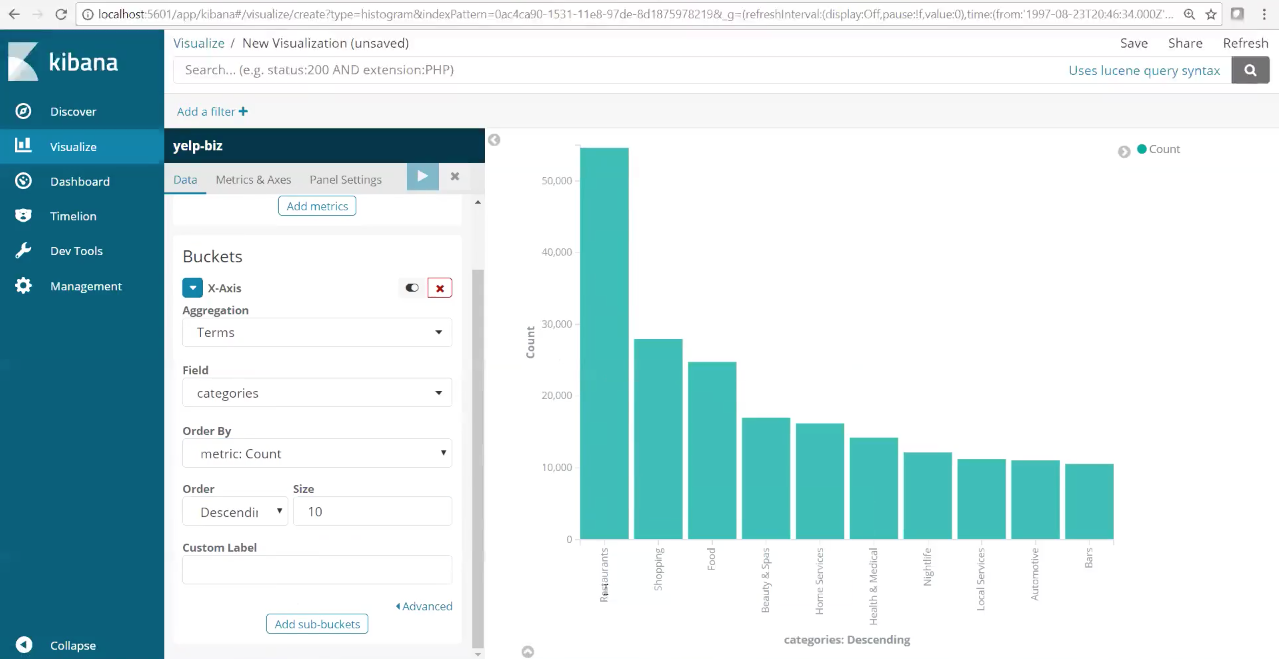 localhost:5601/app/kibana#/visualize/create?type=histogram&indexPattern=0ac4ca90-1531-11e8-97de-8d1875978219&_g=(refreshInterval:(display:Off,pause:!f,value:0),time:(from:'1997-08-23T20:46:34.000Z'...
kibana
Discover
Visualize
Dashboard
Timelion
Dev Tools
Management
Collapse
Visualize / New Visualization (unsaved)
Save Share Refresh
Search... (e.g. status:200 AND extension:PHP)
Uses lucene query syntax
Add a filter +
yelp-biz
Data Metrics & Axes Panel Settings
Add metrics
Buckets
X-Axis
Aggregation
Terms
Field
categories
Order By
metric: Count
Order Size
Descendin 10
Custom Label
Advanced
Add sub-buckets
Count
50,000
40,000
30,000
20,000
10,000
0
Count
Restaurants
Shopping
Food
Beauty & Spas
Home Services
Health & Medical
Nightlife
Local Services
Automotive
Bars
categories: Descending